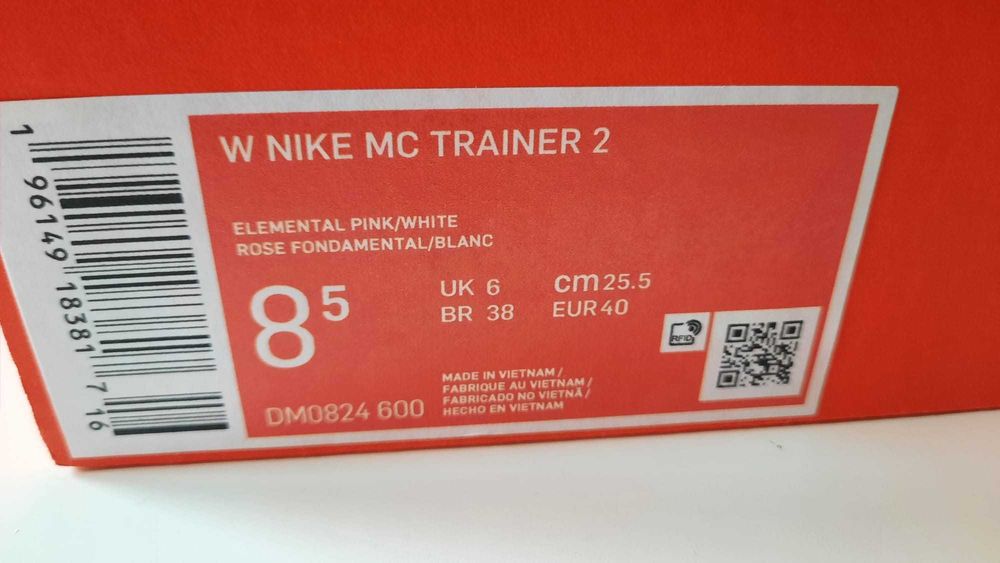 W NIKE MC TRAINER 2
ELEMENTAL PINK/WHITE
ROSE FONDAMENTAL/BLANC
8 5
UK 6
BR 38
cm 25.5
EUR 40
RFID
MADE IN VIETNAM /
FABRIQUE AU VIETNAM /
FABRICADO NO VIETNÃ /
HECHO EN VIETNAM
DM0824 600
1 96149 18381 7 16